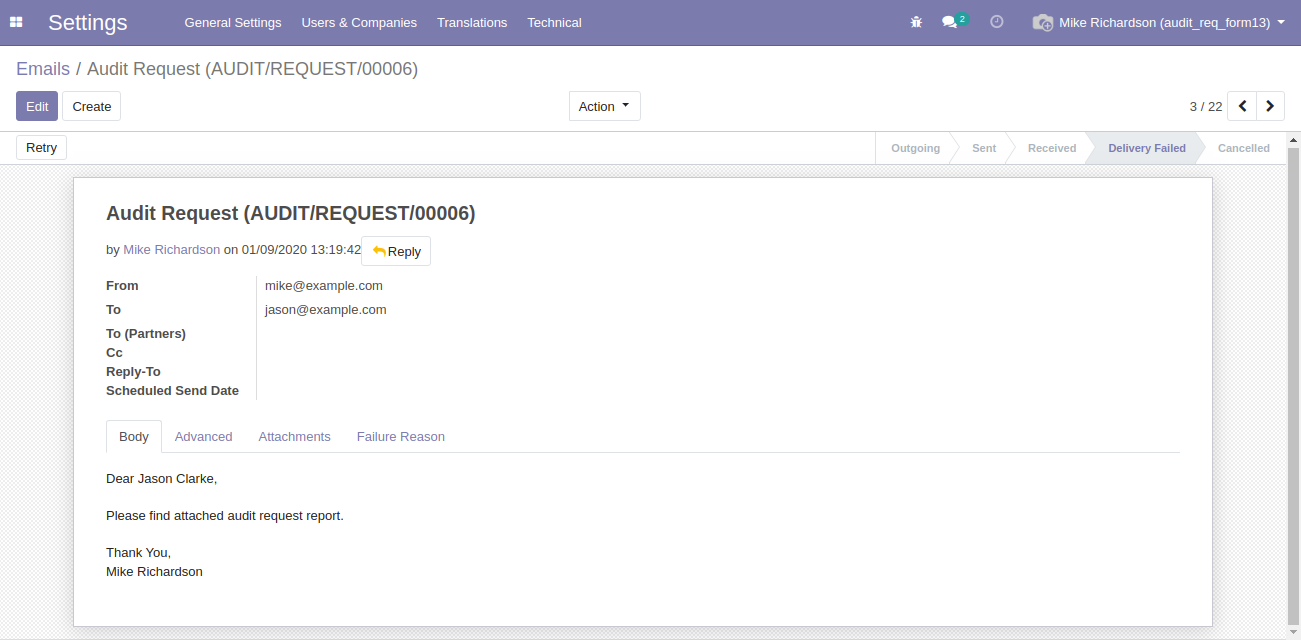 Settings General Settings Users & Companies Translations Technical 2 Mike Richardson (audit_req_form13)
Emails / Audit Request (AUDIT/REQUEST/00006)
Edit Create Action 3 / 22
Retry Outgoing Sent Received Delivery Failed Cancelled
Audit Request (AUDIT/REQUEST/00006)
by Mike Richardson on 01/09/2020 13:19:42 Reply
From mike@example.com
To jason@example.com
To (Partners)
Cc
Reply-To
Scheduled Send Date
Body Advanced Attachments Failure Reason
Dear Jason Clarke,
Please find attached audit request report.
Thank You,
Mike Richardson